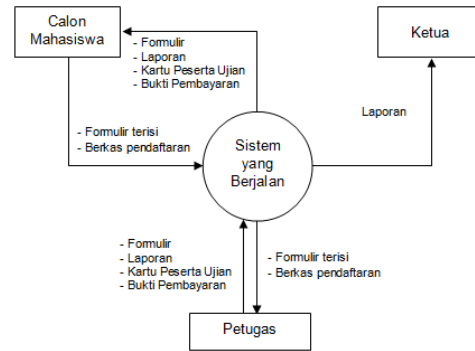 Calon
Mahasiswa
Ketua
- Formulir
- Laporan
- Kartu Peserta Ujian
- Bukti Pembayaran
Laporan
- Formulir terisi
- Berkas pendaftaran
Sistem
yang
Berjalan
- Formulir
- Laporan
- Kartu Peserta Ujian
- Bukti Pembayaran
- Formulir terisi
- Berkas pendaftaran
Petugas